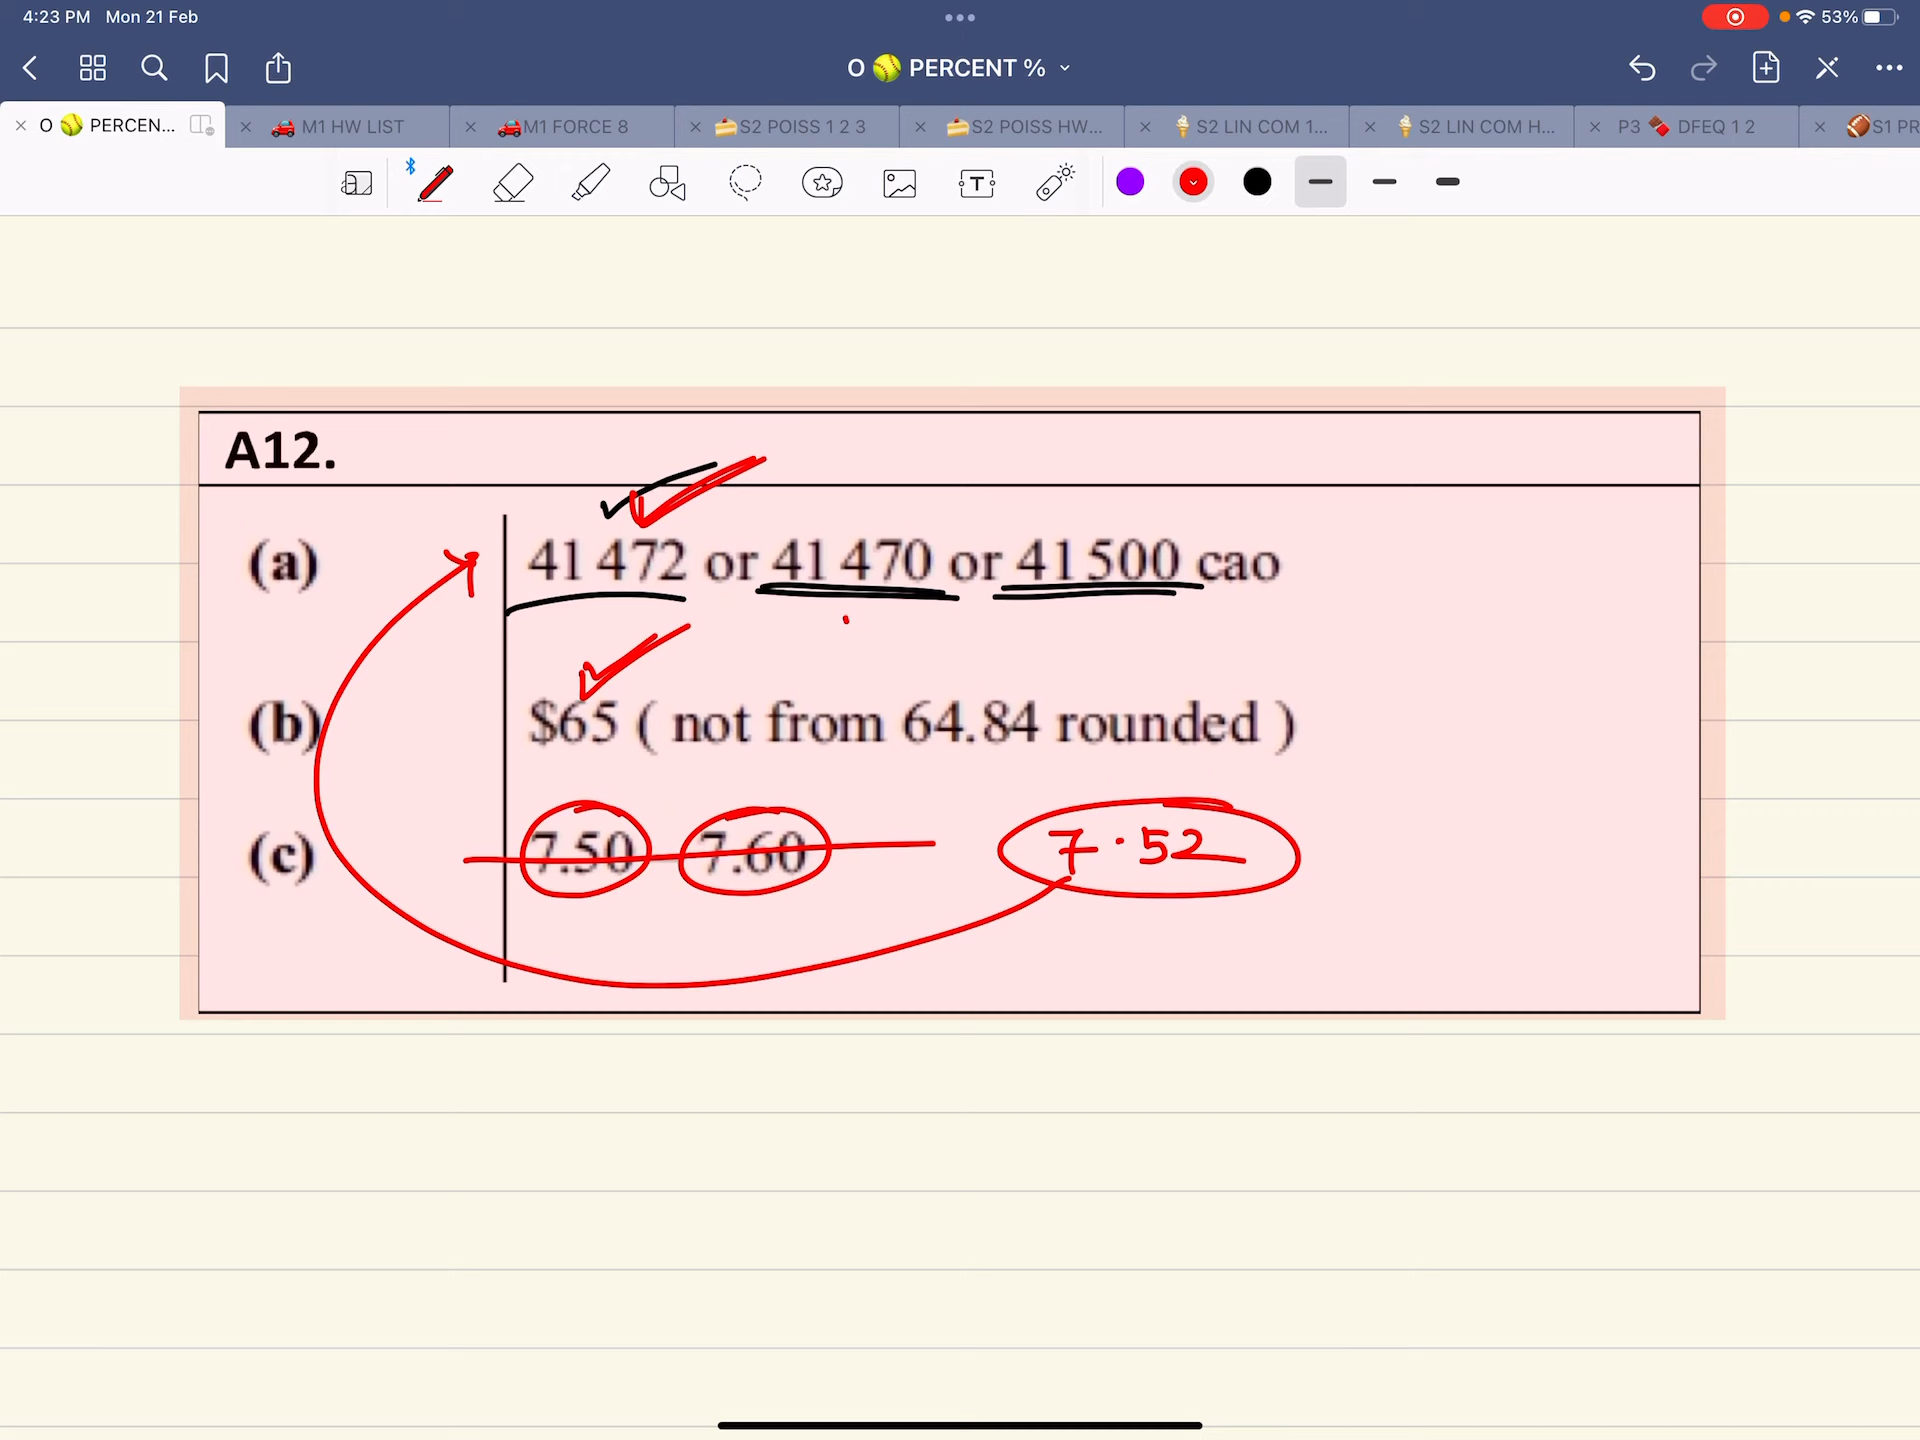 4:23 PM Mon 21 Feb
53%
O PERCENT %
O PERCEN...
M1 HW LIST
M1 FORCE 8
S2 POISS 1 2 3
S2 POISS HW...
S2 LIN COM 1...
S2 LIN COM H...
P3 DFEQ 1 2
S1 PR
A12.
(a) 41 472 or 41 470 or 41 500 cao
(b) $65 ( not from 64.84 rounded )
(c) 7.50 7.60 7.52